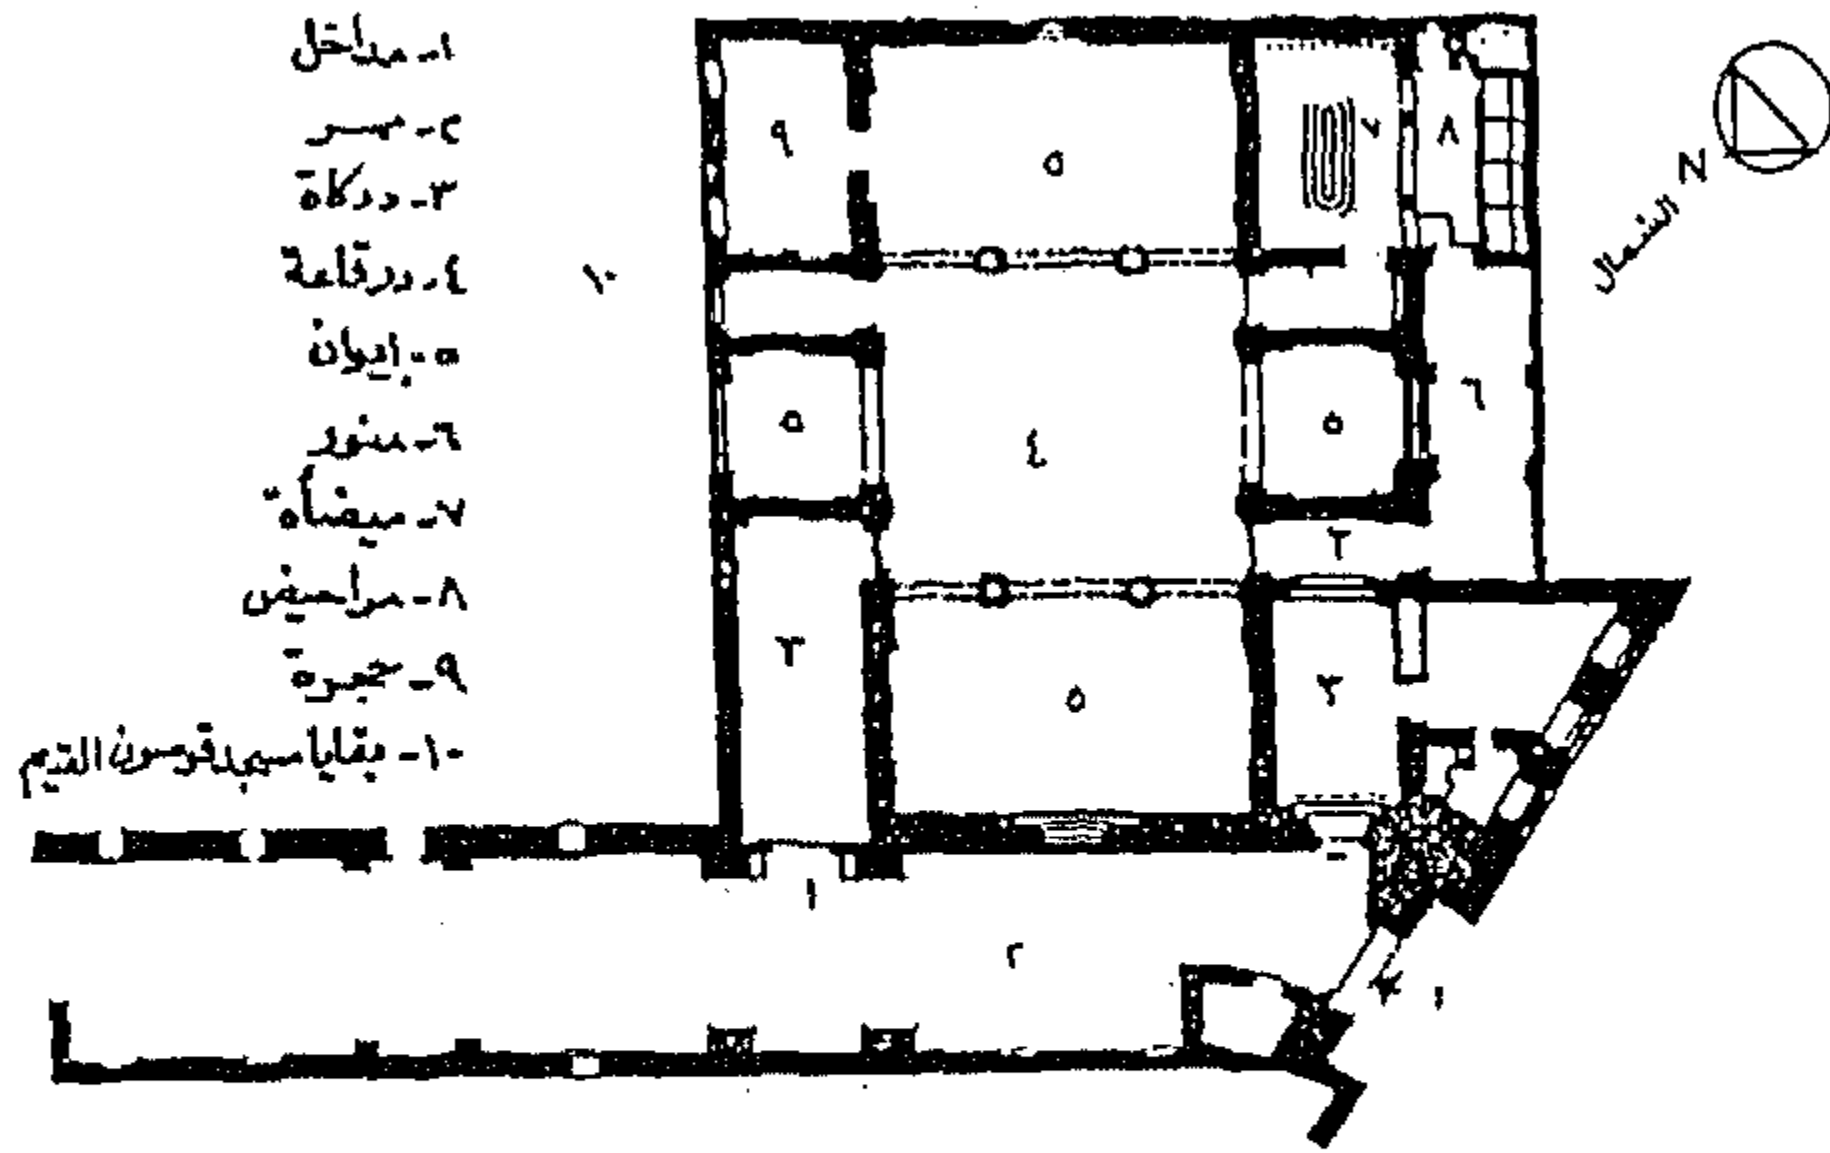 ١- مداخل
٢- ممر
٣- دركاة
٤- درقاعة
٥- إيوان
٦- منور
٧- ميضأة
٨- مراحيض
٩- حجرة
١٠- بقايا مسجد قوصون القديم
٩
٥
٧
٨
N
الشمال
١٠
٥
٤
٥
٦
٢
٣
٥
٣
١
٢
١